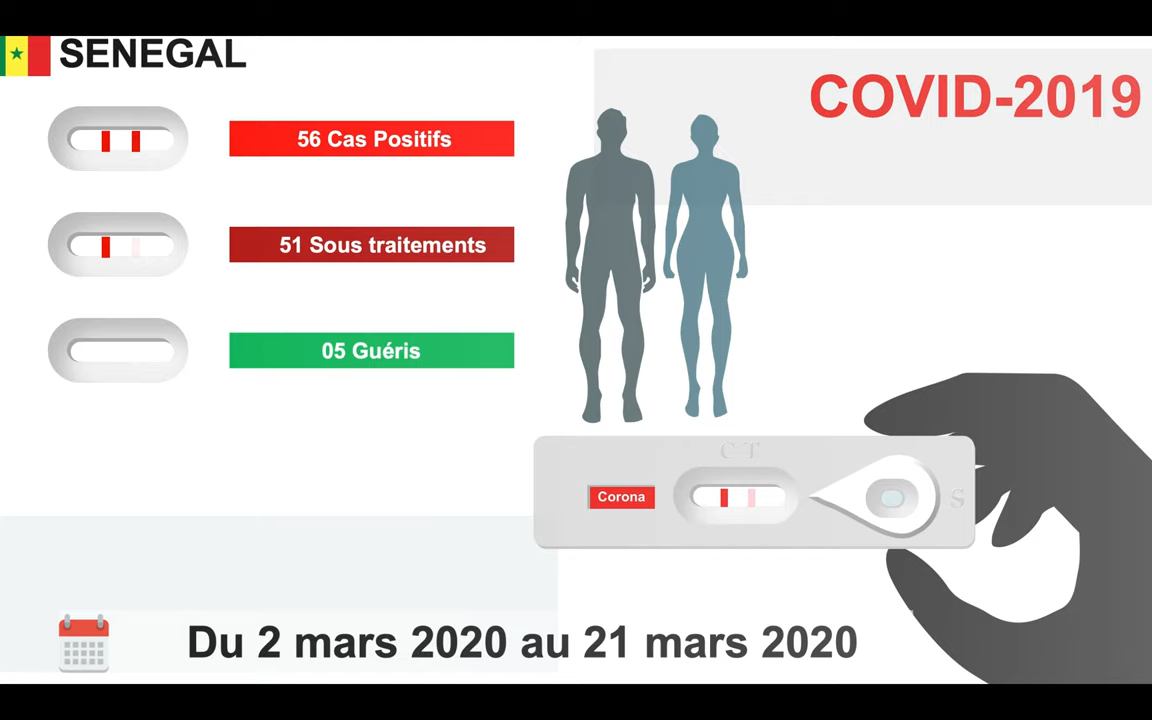 SENEGAL
COVID-2019
56 Cas Positifs
51 Sous traitements
05 Guéris
C T
Corona
S
Du 2 mars 2020 au 21 mars 2020